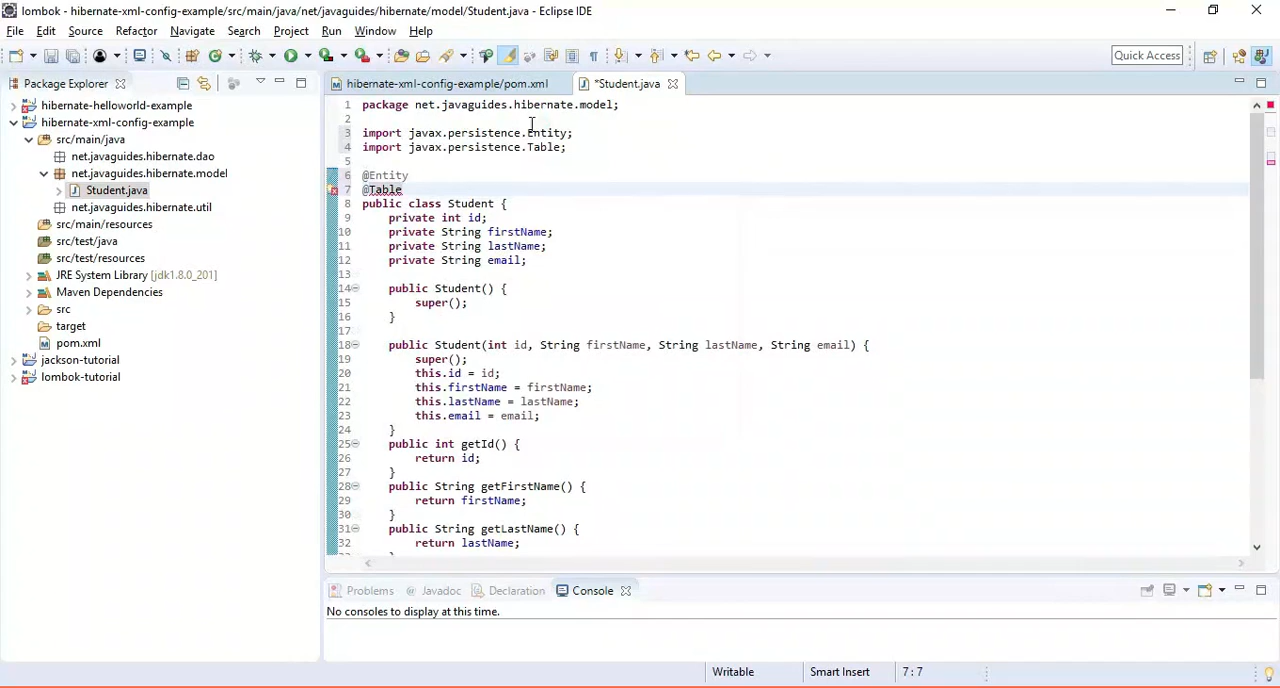 lombok - hibernate-xml-config-example/src/main/java/net/javaguides/hibernate/model/Student.java - Eclipse IDE
File Edit Source Refactor Navigate Search Project Run Window Help
Quick Access
Package Explorer
hibernate-helloworld-example
hibernate-xml-config-example
src/main/java
net.javaguides.hibernate.dao
net.javaguides.hibernate.model
Student.java
net.javaguides.hibernate.util
src/main/resources
src/test/java
src/test/resources
JRE System Library [jdk1.8.0_201]
Maven Dependencies
src
target
pom.xml
jackson-tutorial
lombok-tutorial
hibernate-xml-config-example/pom.xml *Student.java
1 package net.javaguides.hibernate.model;
2
3 import javax.persistence.Entity;
4 import javax.persistence.Table;
5
6 @Entity
7 @Table
8 public class Student {
9 private int id;
10 private String firstName;
11 private String lastName;
12 private String email;
13
14 public Student() {
15 super();
16 }
17
18 public Student(int id, String firstName, String lastName, String email) {
19 super();
20 this.id = id;
21 this.firstName = firstName;
22 this.lastName = lastName;
23 this.email = email;
24 }
25 public int getId() {
26 return id;
27 }
28 public String getFirstName() {
29 return firstName;
30 }
31 public String getLastName() {
32 return lastName;
Problems @ Javadoc Declaration Console
No consoles to display at this time.
Writable Smart Insert 7 : 7